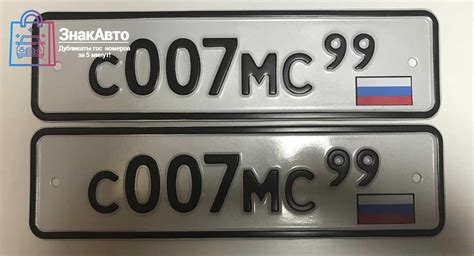 ЗнакАвто
Дубликаты гос номеров
за 5 минут!
с007мс99
с007мс99